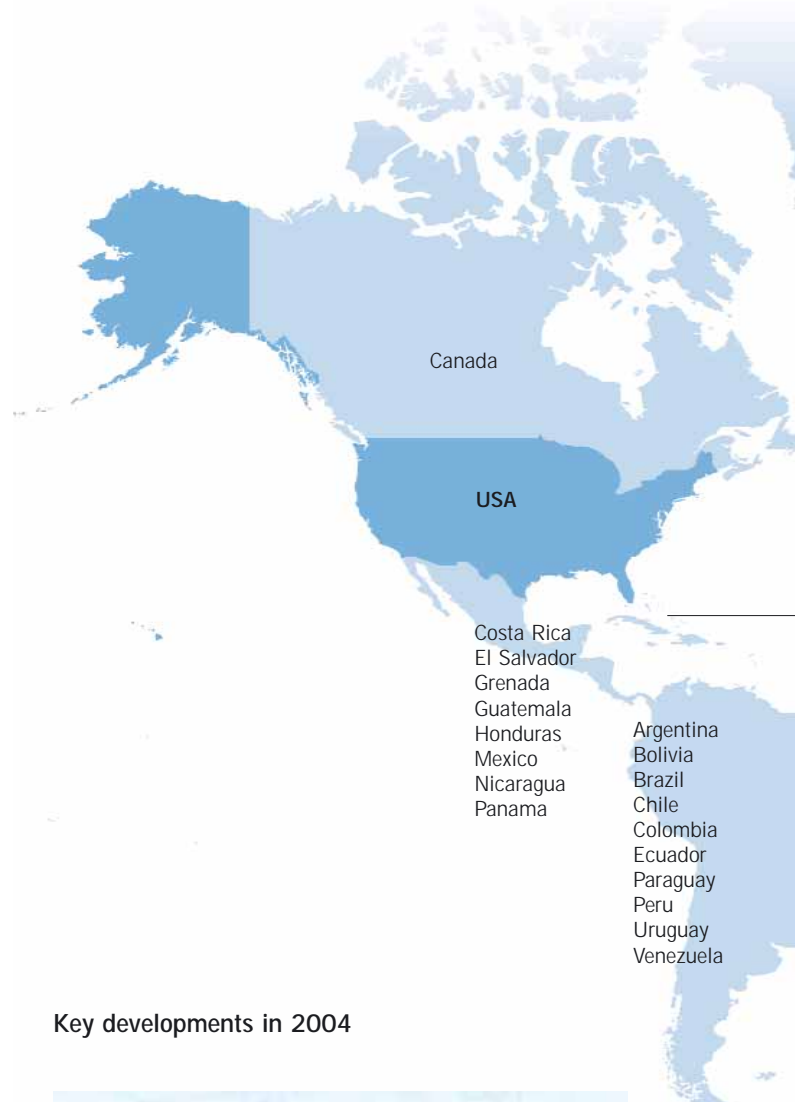 Canada
USA
Costa Rica
El Salvador
Grenada
Guatemala
Honduras
Mexico
Nicaragua
Panama
Argentina
Bolivia
Brazil
Chile
Colombia
Ecuador
Paraguay
Peru
Uruguay
Venezuela
Key developments in 2004